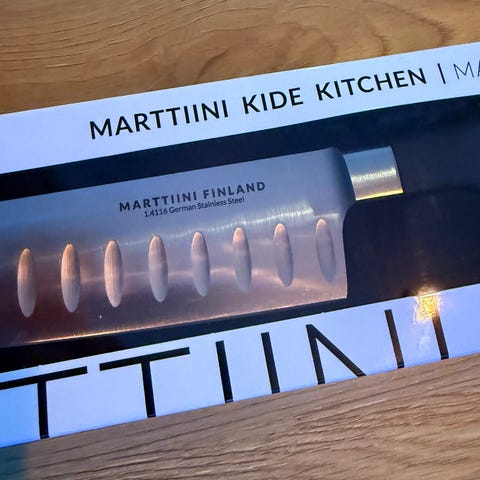 MARTTIINI KIDE KITCHEN | MA
MARTTIINI FINLAND
1.4116 German Stainless Steel
TTIINI